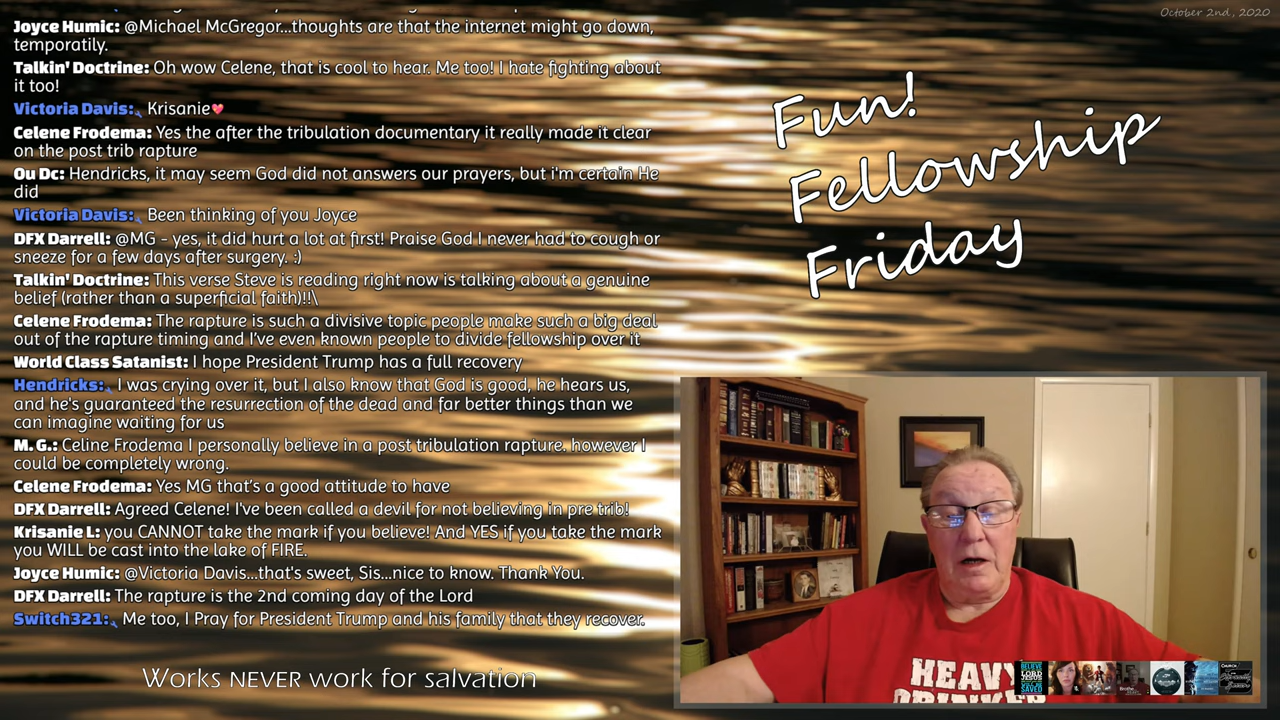 October 2nd, 2020
Joyce Humic: @Michael McGregor...thoughts are that the internet might go down,
temporatily.
Talkin' Doctrine: Oh wow Celene, that is cool to hear. Me too! I hate fighting about
it too!
Victoria Davis: Krisanie
Celene Frodema: Yes the after the tribulation documentary it really made it clear
on the post trib rapture
Ou Dc: Hendricks, it may seem God did not answers our prayers, but i'm certain He
did
Victoria Davis: Been thinking of you Joyce
DFX Darrell: @MG - yes, it did hurt a lot at first! Praise God I never had to cough or
sneeze for a few days after surgery. :)
Talkin' Doctrine: This verse Steve is reading right now is talking about a genuine
belief (rather than a superficial faith)!!\
Celene Frodema: The rapture is such a divisive topic people make such a big deal
out of the rapture timing and I've even known people to divide fellowship over it
World Class Satanist: I hope President Trump has a full recovery
Hendricks: I was crying over it, but I also know that God is good, he hears us,
and he's guaranteed the resurrection of the dead and far better things than we
can imagine waiting for us
M. G.: Celine Frodema I personally believe in a post tribulation rapture. however I
could be completely wrong.
Celene Frodema: Yes MG that's a good attitude to have
DFX Darrell: Agreed Celene! I've been called a devil for not believing in pre trib!
Krisanie L: you CANNOT take the mark if you believe! And YES if you take the mark
you WILL be cast into the lake of FIRE.
Joyce Humic: @Victoria Davis...that's sweet, Sis...nice to know. Thank You.
DFX Darrell: The rapture is the 2nd coming day of the Lord
Switch321: Me too, I Pray for President Trump and his family that they recover.
Works NEVER work for salvation
Fun!
Fellowship
Friday
HEAVY
DRINKER
BELIEVE
LORD
JESUS
SAVED
CHURCH